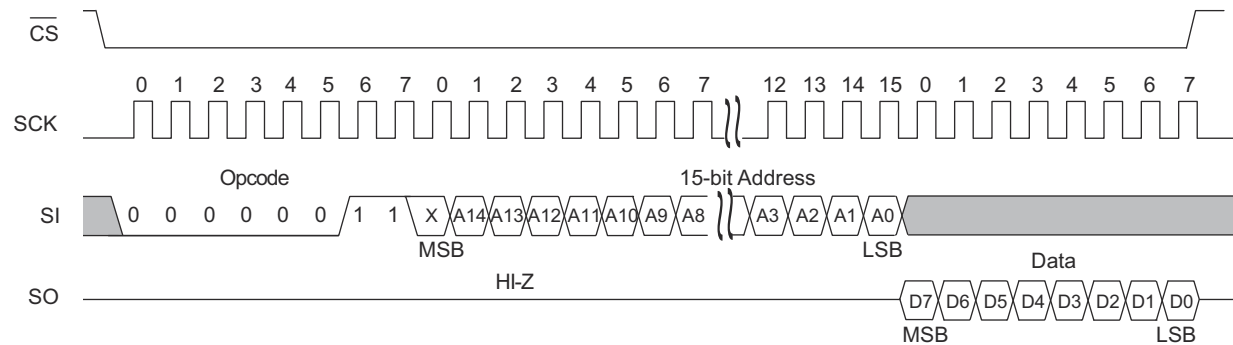 CS
0 1 2 3 4 5 6 7 0 1 2 3 4 5 6 7 12 13 14 15 0 1 2 3 4 5 6 7
SCK
Opcode 15-bit Address
SI 0 0 0 0 0 0 1 1 X A14 A13 A12 A11 A10 A9 A8 A3 A2 A1 A0
MSB LSB
HI-Z Data
SO D7 D6 D5 D4 D3 D2 D1 D0
MSB LSB